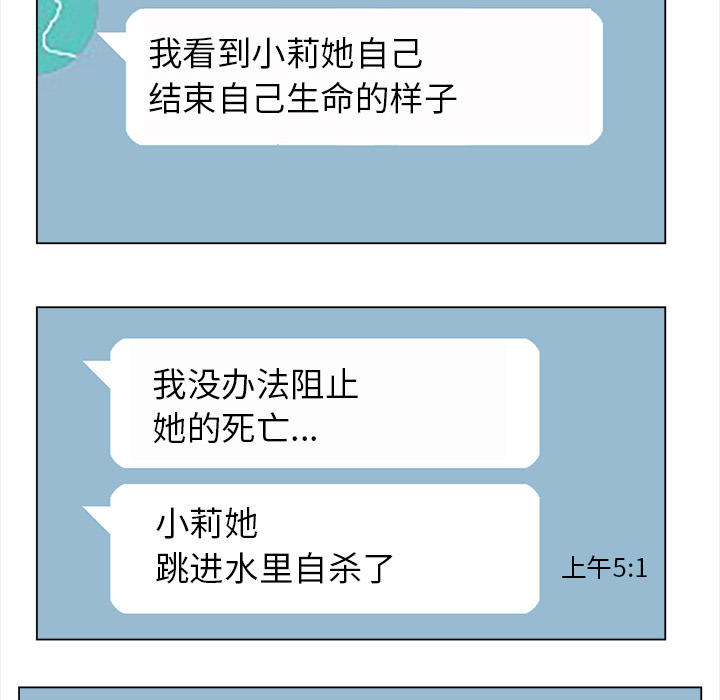 我看到小莉她自己
结束自己生命的样子
我没办法阻止
她的死亡...
小莉她
跳进水里自杀了
上午5:1